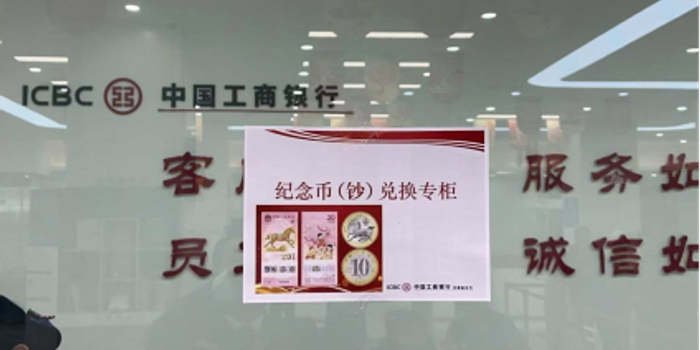 ICBC 中国工商银行
客 服务如
员 诚信如
纪念币(钞)兑换专柜
20
10
ICBC 中国工商银行